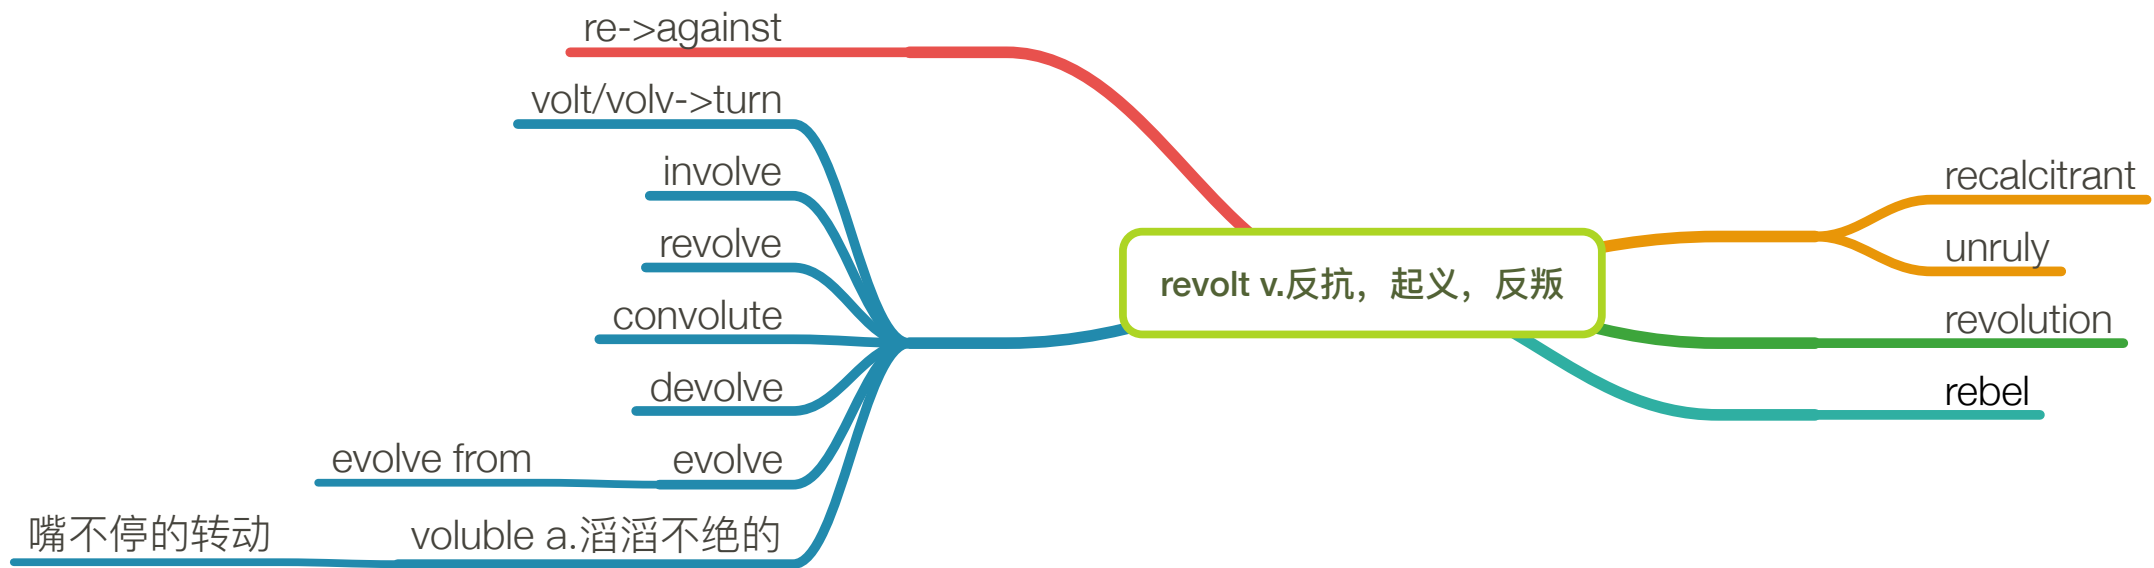 re->against
volt/volv->turn
involve
revolve
convolute
devolve
evolve from
evolve
嘴不停的转动
voluble a.滔滔不绝的
revolt v.反抗，起义，反叛
recalcitrant
unruly
revolution
rebel